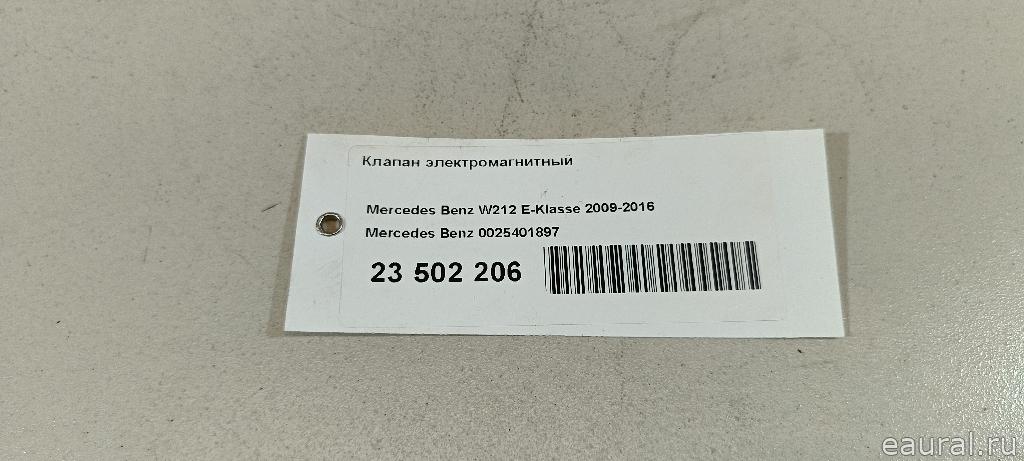 Клапан электромагнитный
Mercedes Benz W212 E-Klasse 2009-2016
Mercedes Benz 0025401897
23 502 206
eaural.ru